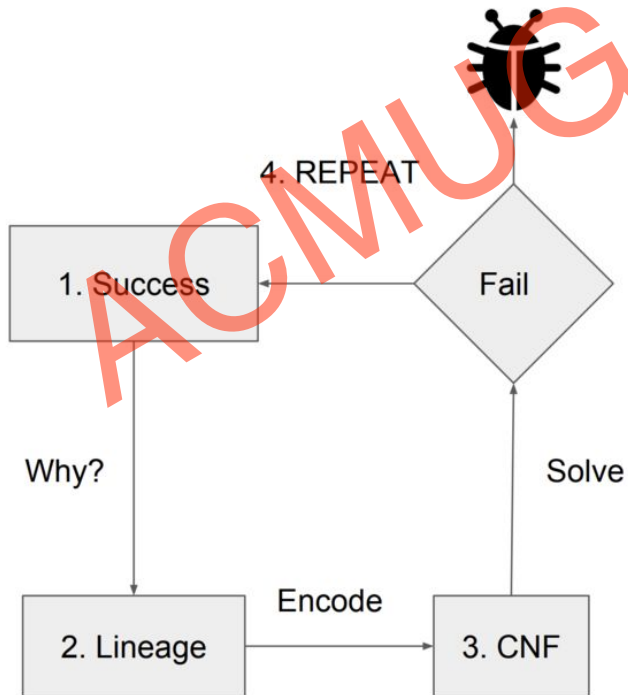 ACMUG
4. REPEAT
1. Success
Fail
Why?
Solve
Encode
2. Lineage
3. CNF